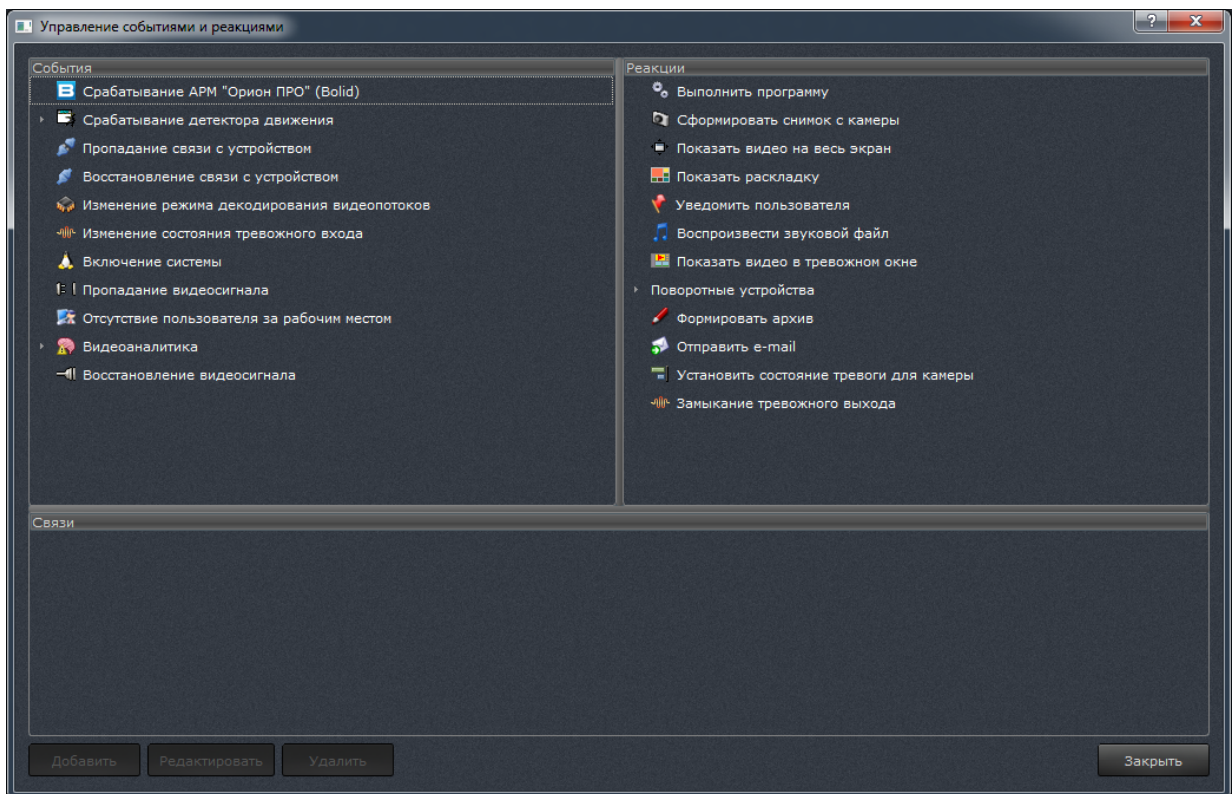 Управление событиями и реакциями
?
X
События
Срабатывание АРМ "Орион ПРО" (Bolid)
Срабатывание детектора движения
Пропадание связи с устройством
Восстановление связи с устройством
Изменение режима декодирования видеопотоков
Изменение состояния тревожного входа
Включение системы
Пропадание видеосигнала
Отсутствие пользователя за рабочим местом
Видеоаналитика
Восстановление видеосигнала
Реакции
Выполнить программу
Сформировать снимок с камеры
Показать видео на весь экран
Показать раскладку
Уведомить пользователя
Воспроизвести звуковой файл
Показать видео в тревожном окне
Поворотные устройства
Формировать архив
Отправить e-mail
Установить состояние тревоги для камеры
Замыкание тревожного выхода
Связи
Добавить
Редактировать
Удалить
Закрыть